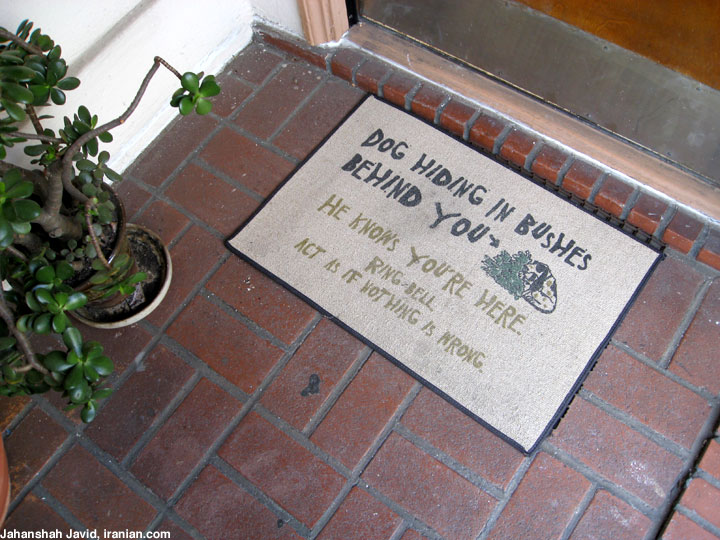 DOG HIDING IN BUSHES
BEHIND YOU
HE KNOWS YOU'RE HERE
RING-BELL
ACT AS IF NOTHING IS WRONG
Jahanshah Javid, iranian.com